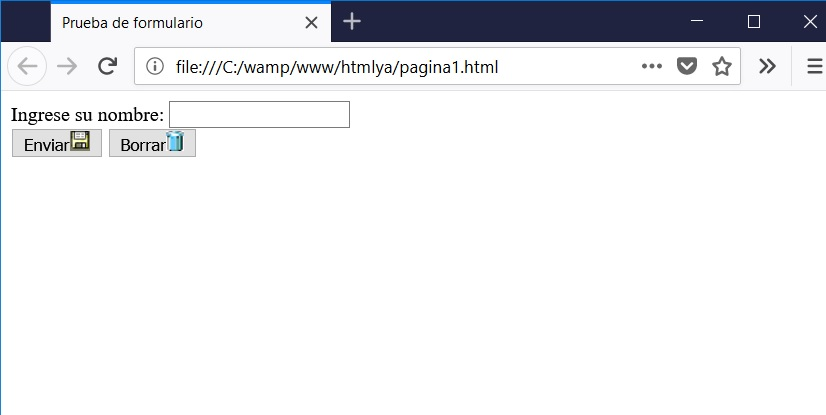 Prueba de formulario
file:///C:/wamp/www/htmlya/pagina1.html
Ingrese su nombre:
Enviar Borrar